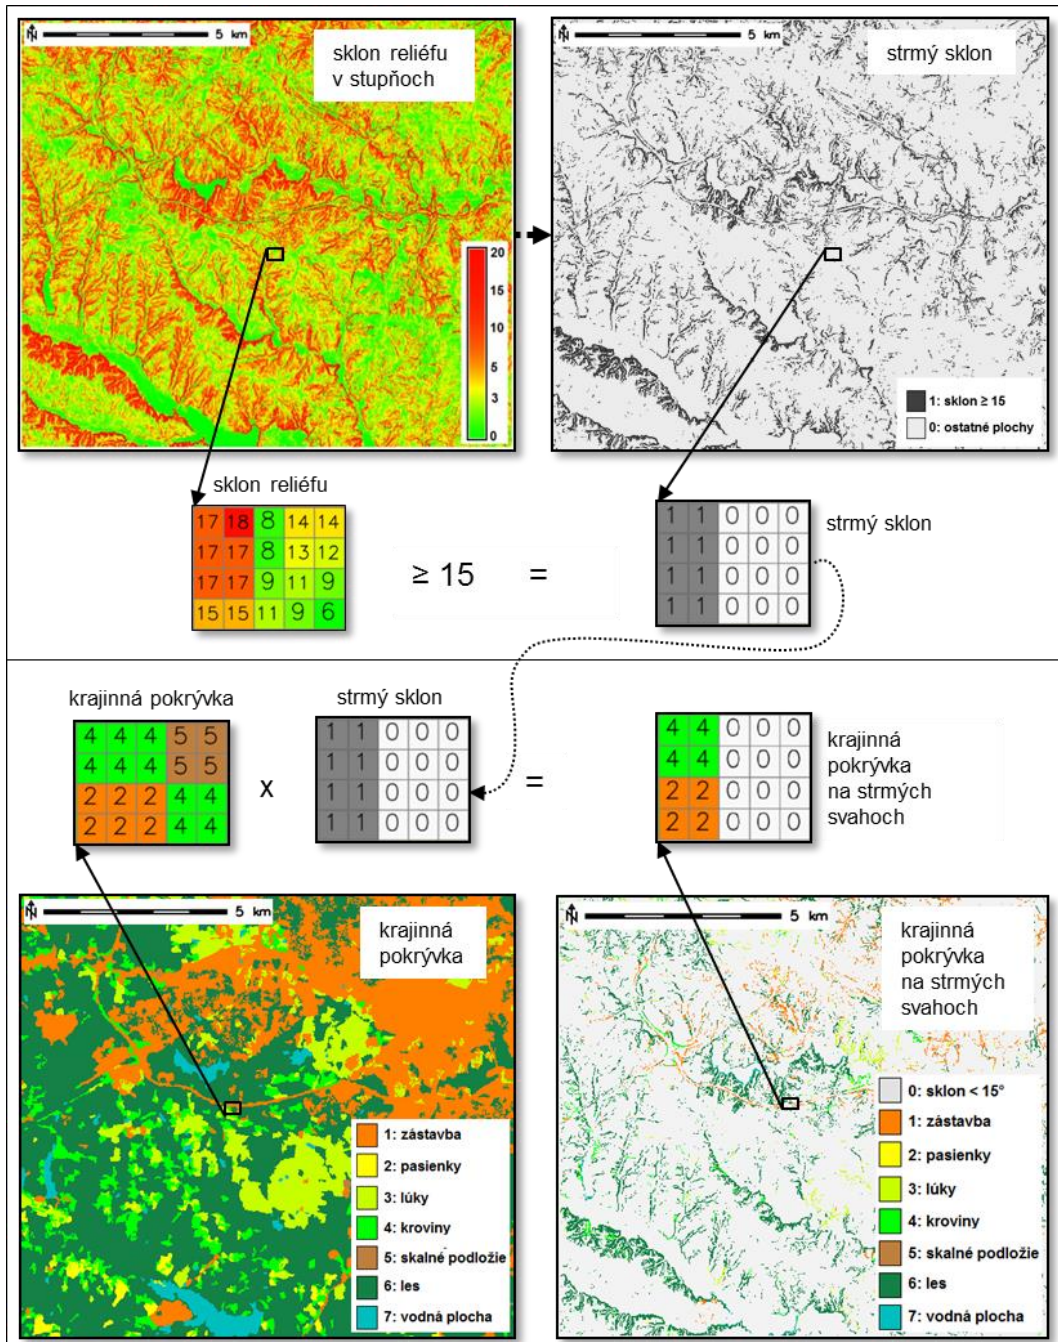 N
5 km
sklon reliéfu
v stupňoch
20
15
10
5
3
0
N
5 km
strmý sklon
1: sklon ≥ 15
0: ostatné plochy
sklon reliéfu
17 18 8 14 14
17 17 8 13 12
17 17 9 11 9
15 15 11 9 6
≥ 15 =
1 1 0 0 0
1 1 0 0 0
1 1 0 0 0
1 1 0 0 0
strmý sklon
krajinná pokrývka
4 4 4 5 5
4 4 4 5 5
2 2 2 4 4
2 2 2 4 4
x
strmý sklon
1 1 0 0 0
1 1 0 0 0
1 1 0 0 0
1 1 0 0 0
=
4 4 0 0 0
4 4 0 0 0
2 2 0 0 0
2 2 0 0 0
krajinná
pokrývka
na strmých
svahoch
N
5 km
krajinná
pokrývka
1: zástavba
2: pasienky
3: lúky
4: kroviny
5: skalné podložie
6: les
7: vodná plocha
N
5 km
krajinná
pokrývka
na strmých
svahoch
0: sklon < 15°
1: zástavba
2: pasienky
3: lúky
4: kroviny
5: skalné podložie
6: les
7: vodná plocha